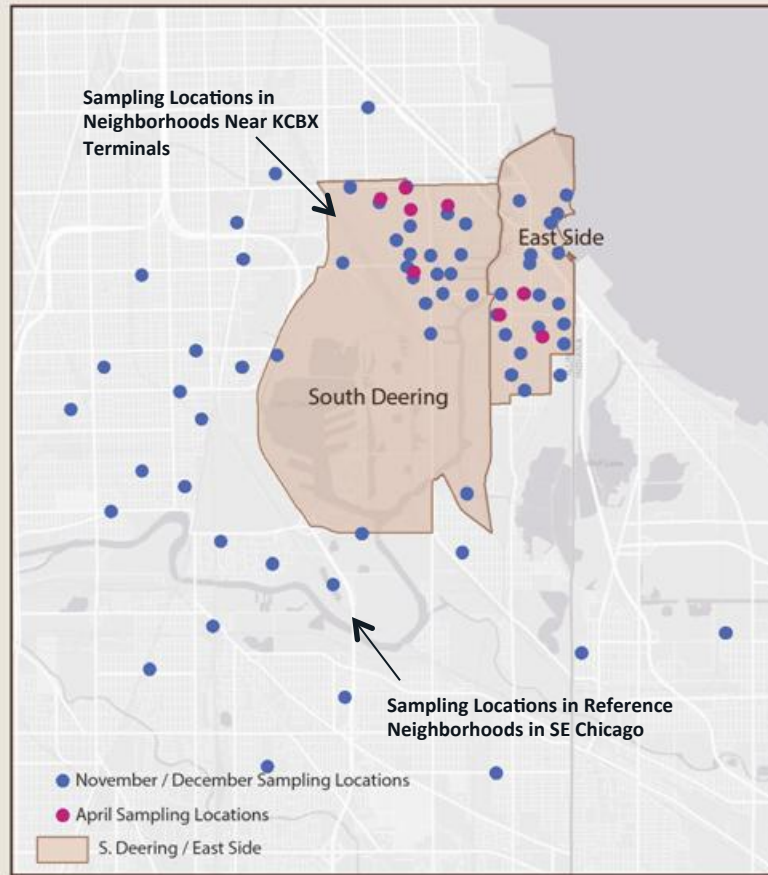 Sampling Locations in
Neighborhoods Near KCBX
Terminals
East Side
South Deering
Sampling Locations in Reference
Neighborhoods in SE Chicago
November / December Sampling Locations
April Sampling Locations
S. Deering / East Side